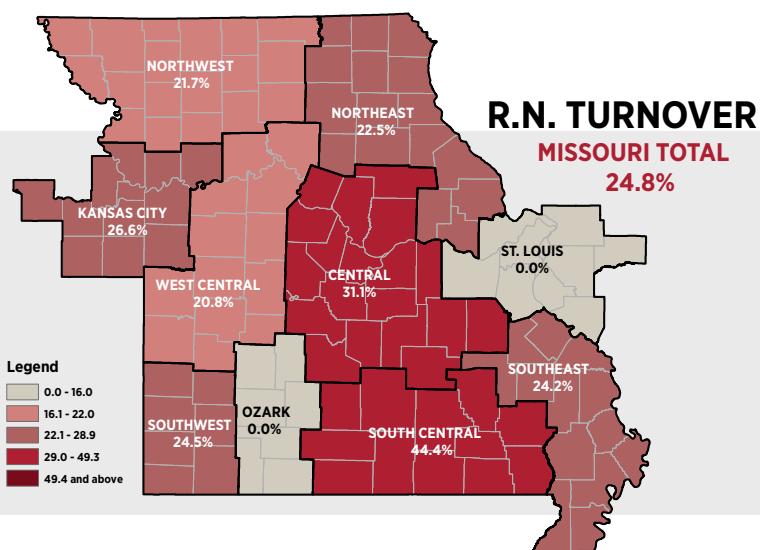 NORTHWEST
21.7%
NORTHEAST
22.5%
R.N. TURNOVER
MISSOURI TOTAL
24.8%
KANSAS CITY
26.6%
ST. LOUIS
0.0%
WEST CENTRAL
20.8%
CENTRAL
31.1%
Legend
0.0 - 16.0
16.1 - 22.0
22.1 - 28.9
29.0 - 49.3
49.4 and above
SOUTHEAST
24.2%
OZARK
0.0%
SOUTHWEST
24.5%
SOUTH CENTRAL
44.4%